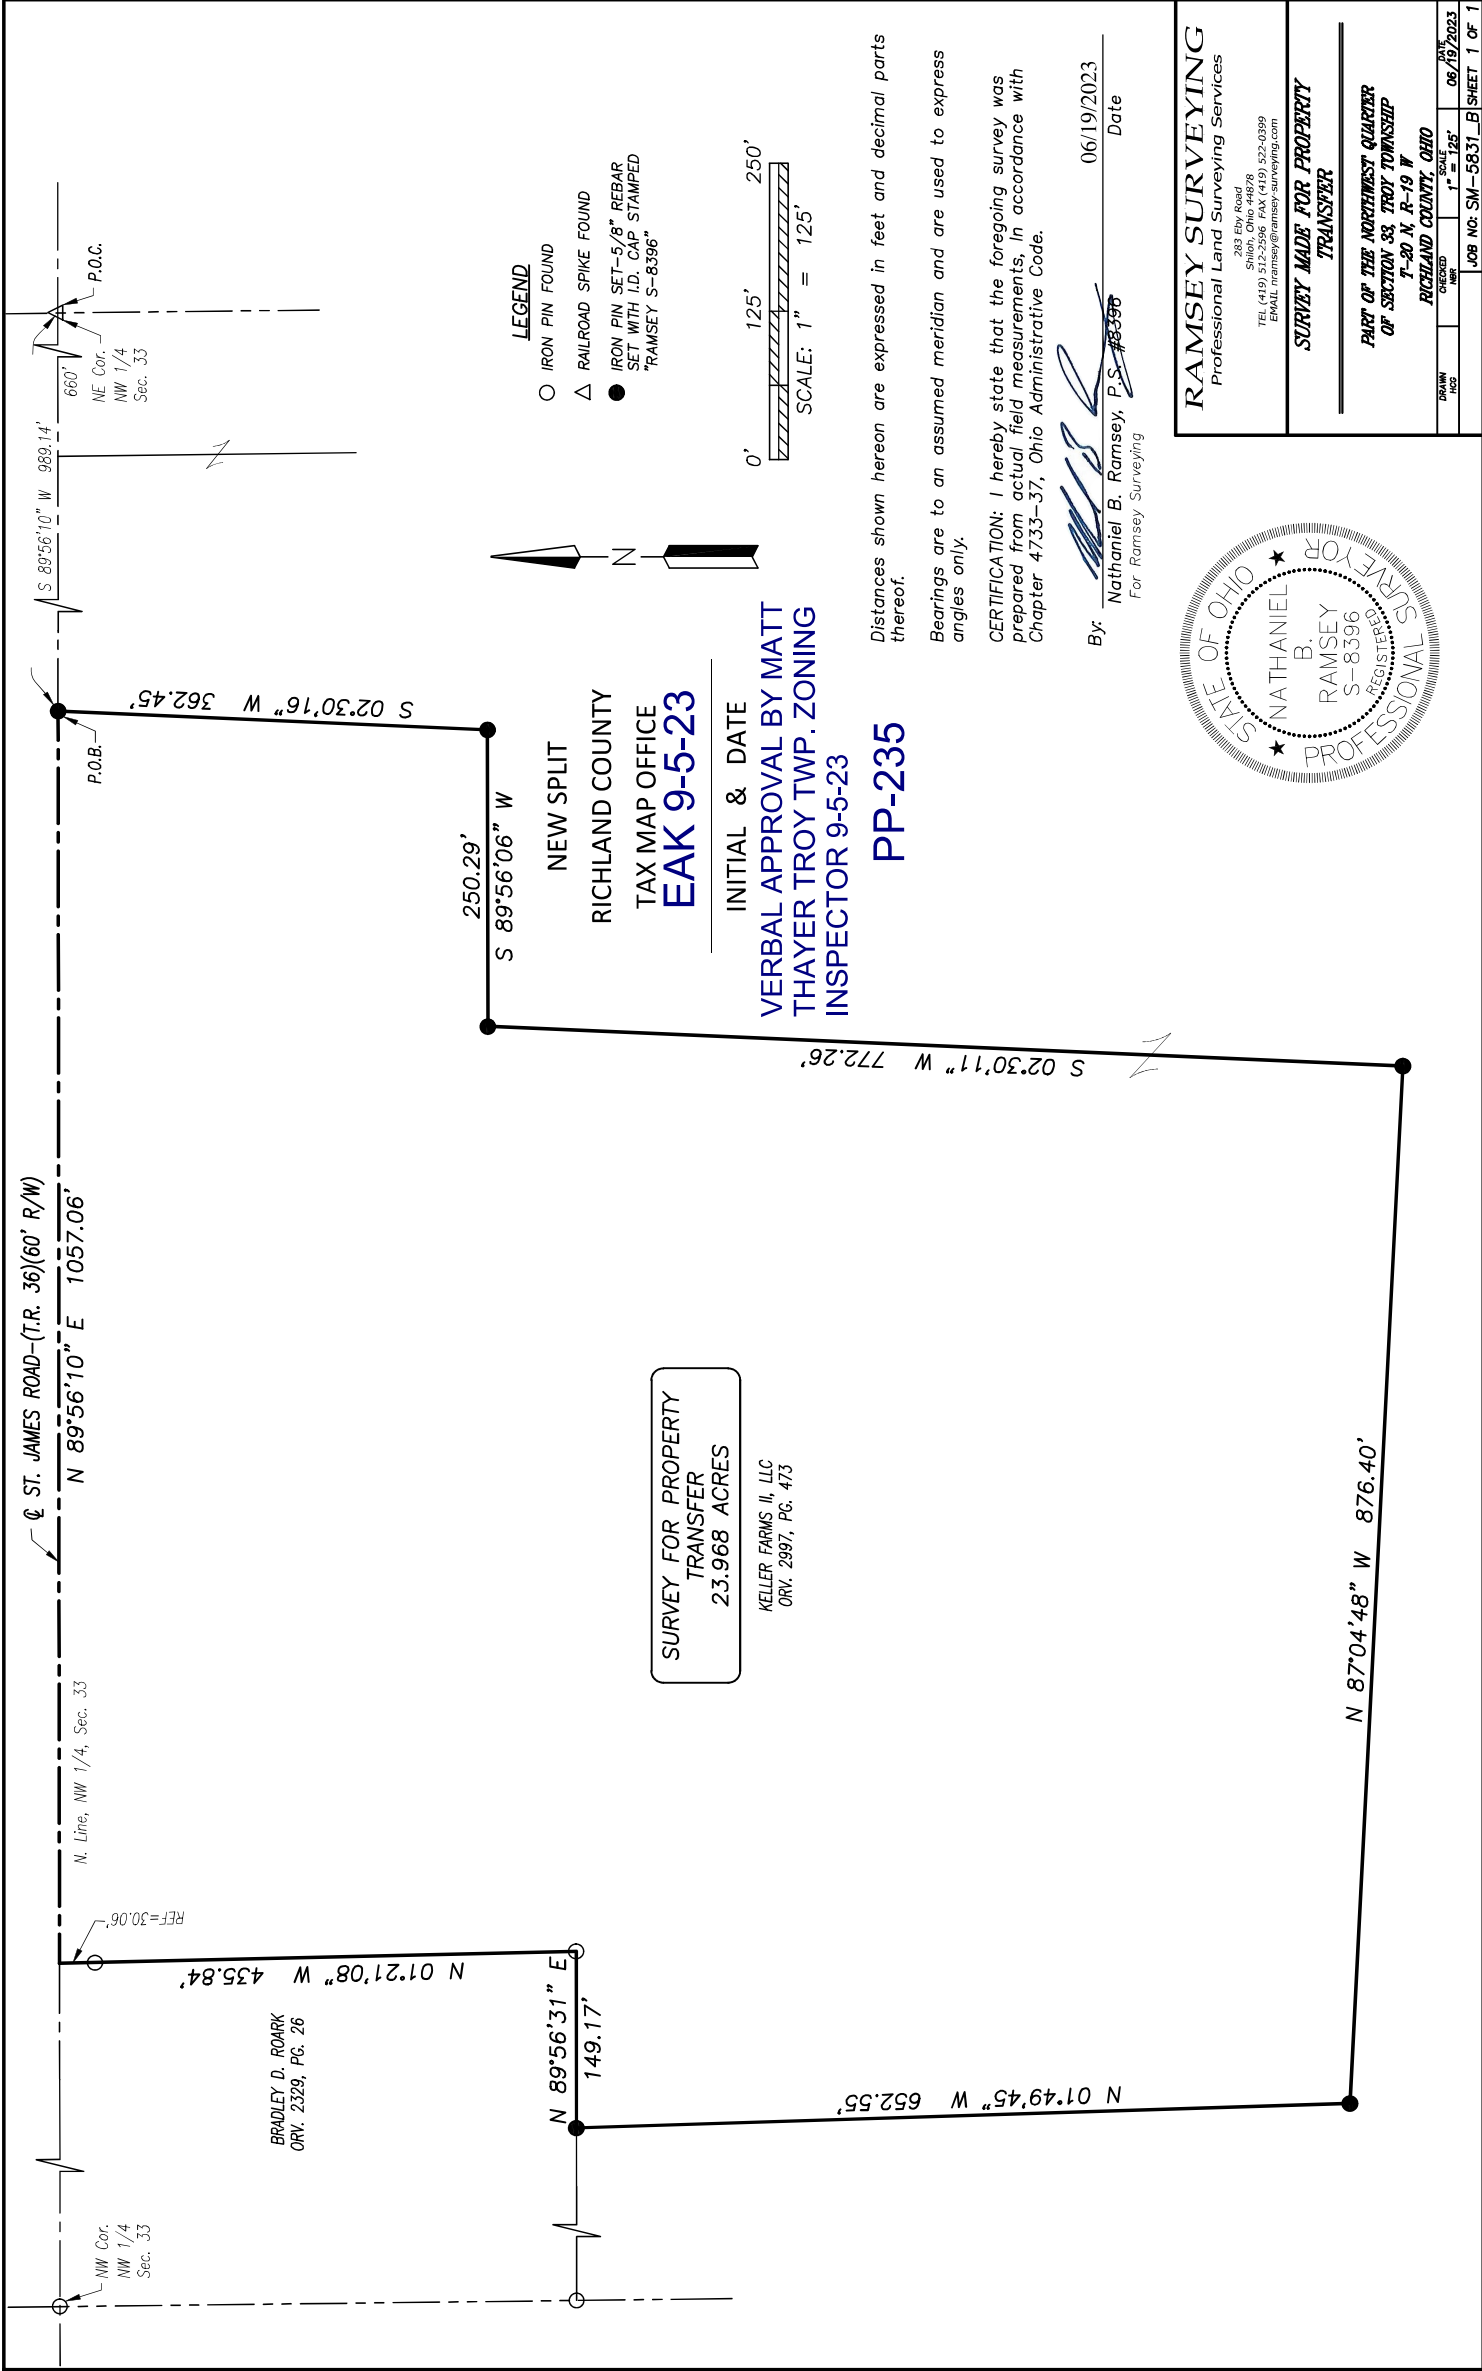 ℄ ST. JAMES ROAD-(T.R. 36)(60' R/W)
N 89°56'10" E 1057.06'
N. Line, NW 1/4, Sec. 33
NW Cor.
NW 1/4
Sec. 33
REF=30.06'
N 01°21'08" W 435.84'
BRADLEY D. ROARK
ORV. 2329, PG. 26
N 89°56'31" E
149.17'
N 01°49'45" W 652.55'
N 87°04'48" W 876.40'
SURVEY FOR PROPERTY
TRANSFER
23.968 ACRES
KELLER FARMS II, LLC
ORV. 2997, PG. 473
S 02°30'11" W 772.26'
250.29'
S 89°56'06" W
S 02°30'16" W 362.45'
P.O.B.
S 89°56'10" W 989.14'
660'
NE Cor.
NW 1/4
Sec. 33
P.O.C.
NEW SPLIT
RICHLAND COUNTY
TAX MAP OFFICE
EAK 9-5-23
INITIAL & DATE
VERBAL APPROVAL BY MATT
THAYER TROY TWP. ZONING
INSPECTOR 9-5-23
PP-235
N
LEGEND
IRON PIN FOUND
RAILROAD SPIKE FOUND
IRON PIN SET-5/8" REBAR
SET WITH I.D. CAP STAMPED
"RAMSEY S-8396"
0' 125' 250'
SCALE: 1" = 125'
Distances shown hereon are expressed in feet and decimal parts
thereof.
Bearings are to an assumed meridian and are used to express
angles only.
CERTIFICATION: I hereby state that the foregoing survey was
prepared from actual field measurements, In accordance with
Chapter 4733-37, Ohio Administrative Code.
By: 06/19/2023
Nathaniel B. Ramsey, P.S. #8396 Date
For Ramsey Surveying
STATE OF OHIO
NATHANIEL
B.
RAMSEY
S-8396
REGISTERED
PROFESSIONAL SURVEYOR
RAMSEY SURVEYING
Professional Land Surveying Services
283 Eby Road
Shiloh, Ohio 44878
TEL (419) 512-2596 FAX (419) 522-0399
EMAIL nramsey@ramsey-surveying.com
SURVEY MADE FOR PROPERTY
TRANSFER
PART OF THE NORTHWEST QUARTER
OF SECTION 33, TROY TOWNSHIP
T-20 N, R-19 W
RICHLAND COUNTY, OHIO
DRAWN CHECKED SCALE DATE
HCG NBR 1" = 125' 06/19/2023
JOB NO: SM-5831_B SHEET 1 OF 1